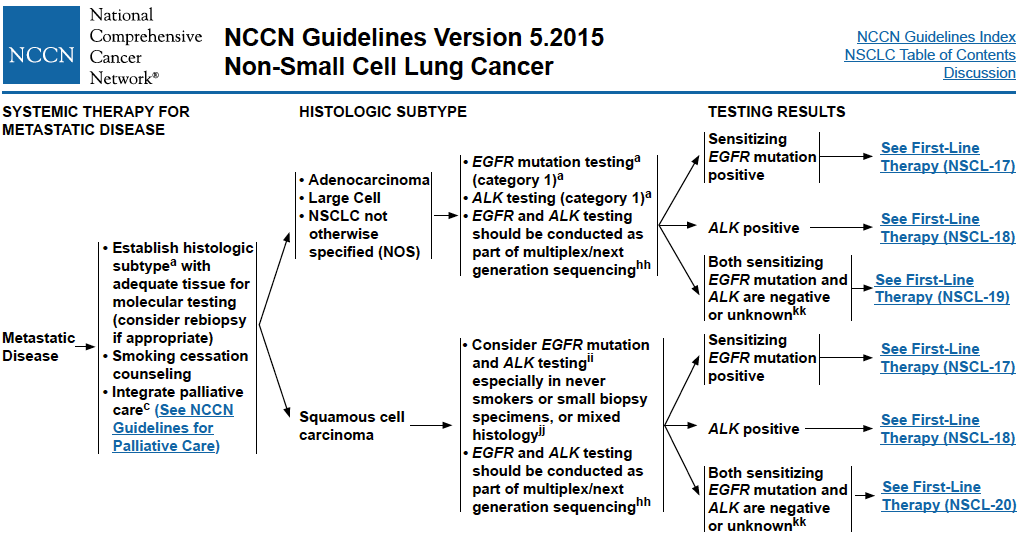 NCCN
National
Comprehensive
Cancer
Network®
NCCN Guidelines Version 5.2015
Non-Small Cell Lung Cancer
NCCN Guidelines Index
NSCLC Table of Contents
Discussion
SYSTEMIC THERAPY FOR
METASTATIC DISEASE
HISTOLOGIC SUBTYPE
TESTING RESULTS
Metastatic
Disease
• Establish histologic
subtypeᵃ with
adequate tissue for
molecular testing
(consider rebiopsy
if appropriate)
• Smoking cessation
counseling
• Integrate palliative
careᶜ (See NCCN
Guidelines for
Palliative Care)
• Adenocarcinoma
• Large Cell
• NSCLC not
otherwise
specified (NOS)
• EGFR mutation testingᵃ
(category 1)ᵃ
• ALK testing (category 1)ᵃ
• EGFR and ALK testing
should be conducted as
part of multiplex/next
generation sequencingʰʰ
Sensitizing
EGFR mutation
positive
See First-Line
Therapy (NSCL-17)
ALK positive
See First-Line
Therapy (NSCL-18)
Both sensitizing
EGFR mutation and
ALK are negative
or unknownᵏᵏ
See First-Line
Therapy (NSCL-19)
Squamous cell
carcinoma
• Consider EGFR mutation
and ALK testingⁱⁱ
especially in never
smokers or small biopsy
specimens, or mixed
histologyʲʲ
• EGFR and ALK testing
should be conducted as
part of multiplex/next
generation sequencingʰʰ
Sensitizing
EGFR mutation
positive
See First-Line
Therapy (NSCL-17)
ALK positive
See First-Line
Therapy (NSCL-18)
Both sensitizing
EGFR mutation and
ALK are negative
or unknownᵏᵏ
See First-Line
Therapy (NSCL-20)